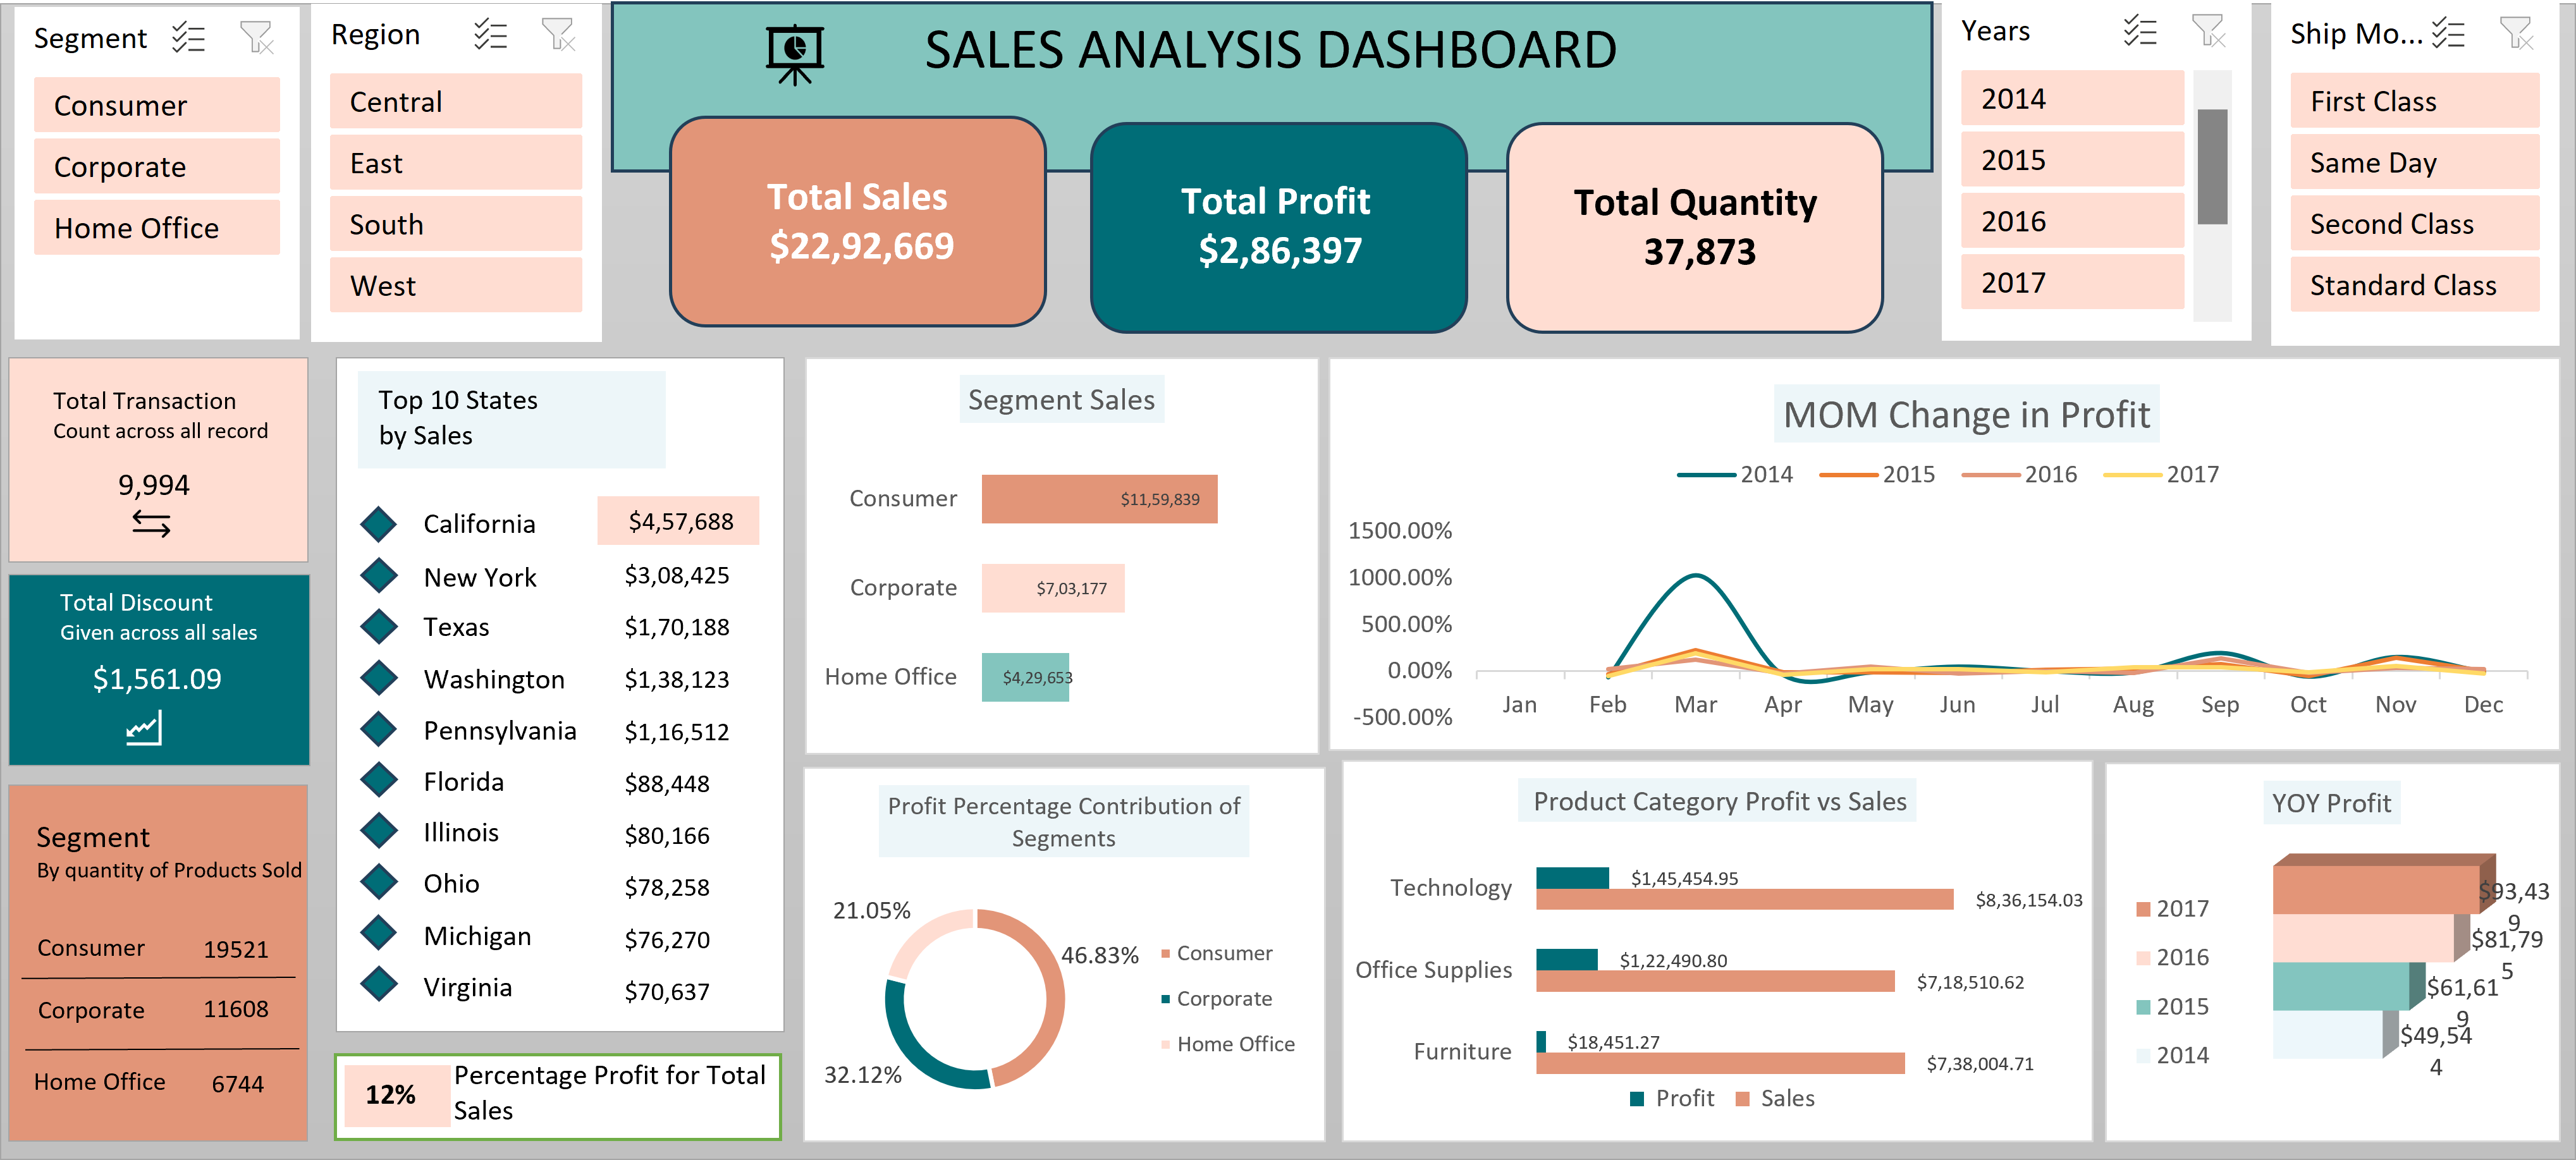 Segment
Consumer
Corporate
Home Office
Region
Central
East
South
West
SALES ANALYSIS DASHBOARD
Total Sales
$22,92,669
Total Profit
$2,86,397
Total Quantity
37,873
Years
2014
2015
2016
2017
Ship Mo...
First Class
Same Day
Second Class
Standard Class
Total Transaction
Count across all record
9,994
Total Discount
Given across all sales
$1,561.09
Segment
By quantity of Products Sold
Consumer 19521
Corporate 11608
Home Office 6744
Top 10 States
by Sales
California $4,57,688
New York $3,08,425
Texas $1,70,188
Washington $1,38,123
Pennsylvania $1,16,512
Florida $88,448
Illinois $80,166
Ohio $78,258
Michigan $76,270
Virginia $70,637
12%
Percentage Profit for Total
Sales
Segment Sales
Consumer $11,59,839
Corporate $7,03,177
Home Office $4,29,653
MOM Change in Profit
2014 2015 2016 2017
1500.00%
1000.00%
500.00%
0.00%
-500.00%
Jan Feb Mar Apr May Jun Jul Aug Sep Oct Nov Dec
Profit Percentage Contribution of
Segments
21.05%
46.83%
32.12%
Consumer
Corporate
Home Office
Product Category Profit vs Sales
Technology
$1,45,454.95
$8,36,154.03
Office Supplies
$1,22,490.80
$7,18,510.62
Furniture
$18,451.27
$7,38,004.71
Profit Sales
YOY Profit
2017
2016
2015
2014
$93,43
9
$81,79
5
$61,61
9
$49,54
4